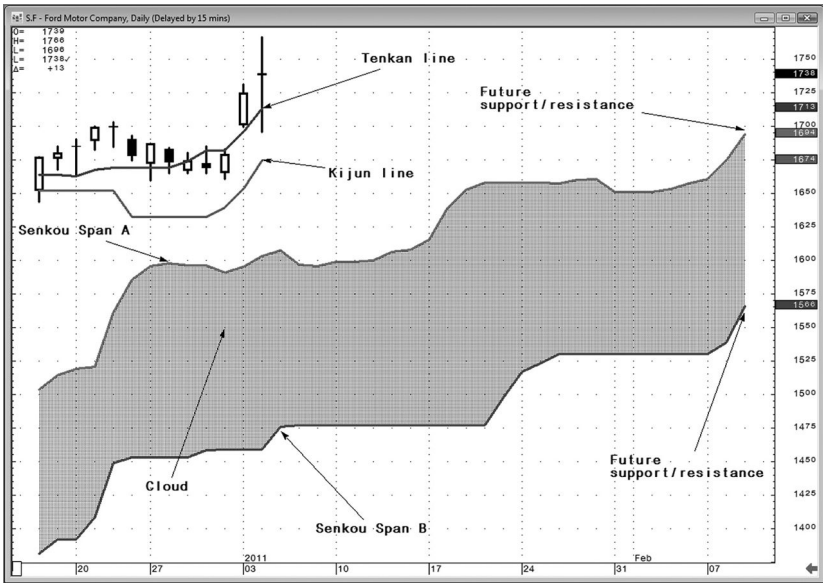 S.F - Ford Motor Company, Daily (Delayed by 15 mins)
O= 1739
H= 1766
L= 1696
L= 1738✓
Δ= +13
Tenkan line
Kijun line
Future
support/resistance
Senkou Span A
Cloud
Senkou Span B
Future
support/resistance
1750
1738
1725
1713
1700
1694
1674
1650
1625
1600
1575
1566
1550
1525
1500
1475
1450
1425
1400
2011
Feb
20
27
03
10
17
24
31
07